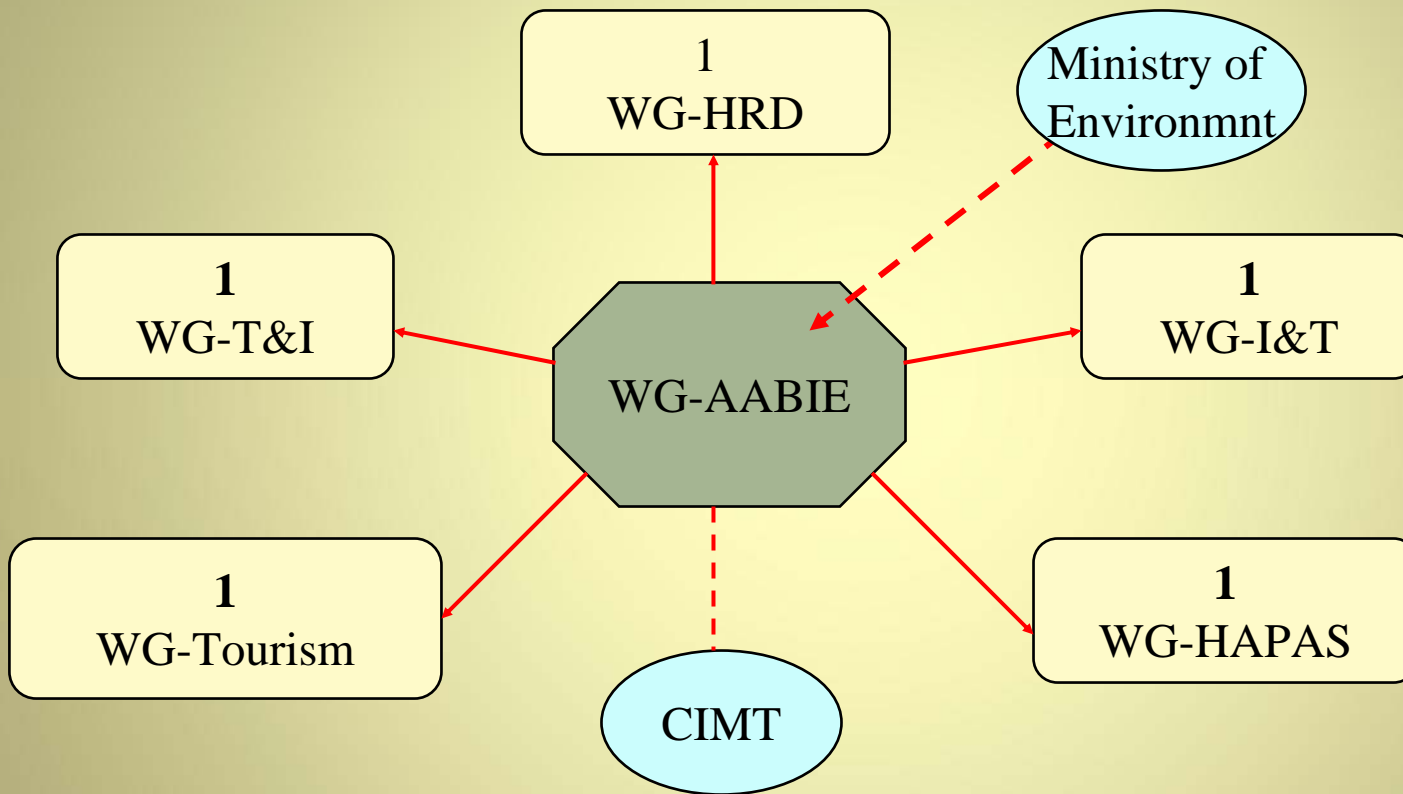 1
WG-HRD
Ministry of
Environmnt
1
WG-T&I
1
WG-I&T
WG-AABIE
1
WG-Tourism
1
WG-HAPAS
CIMT